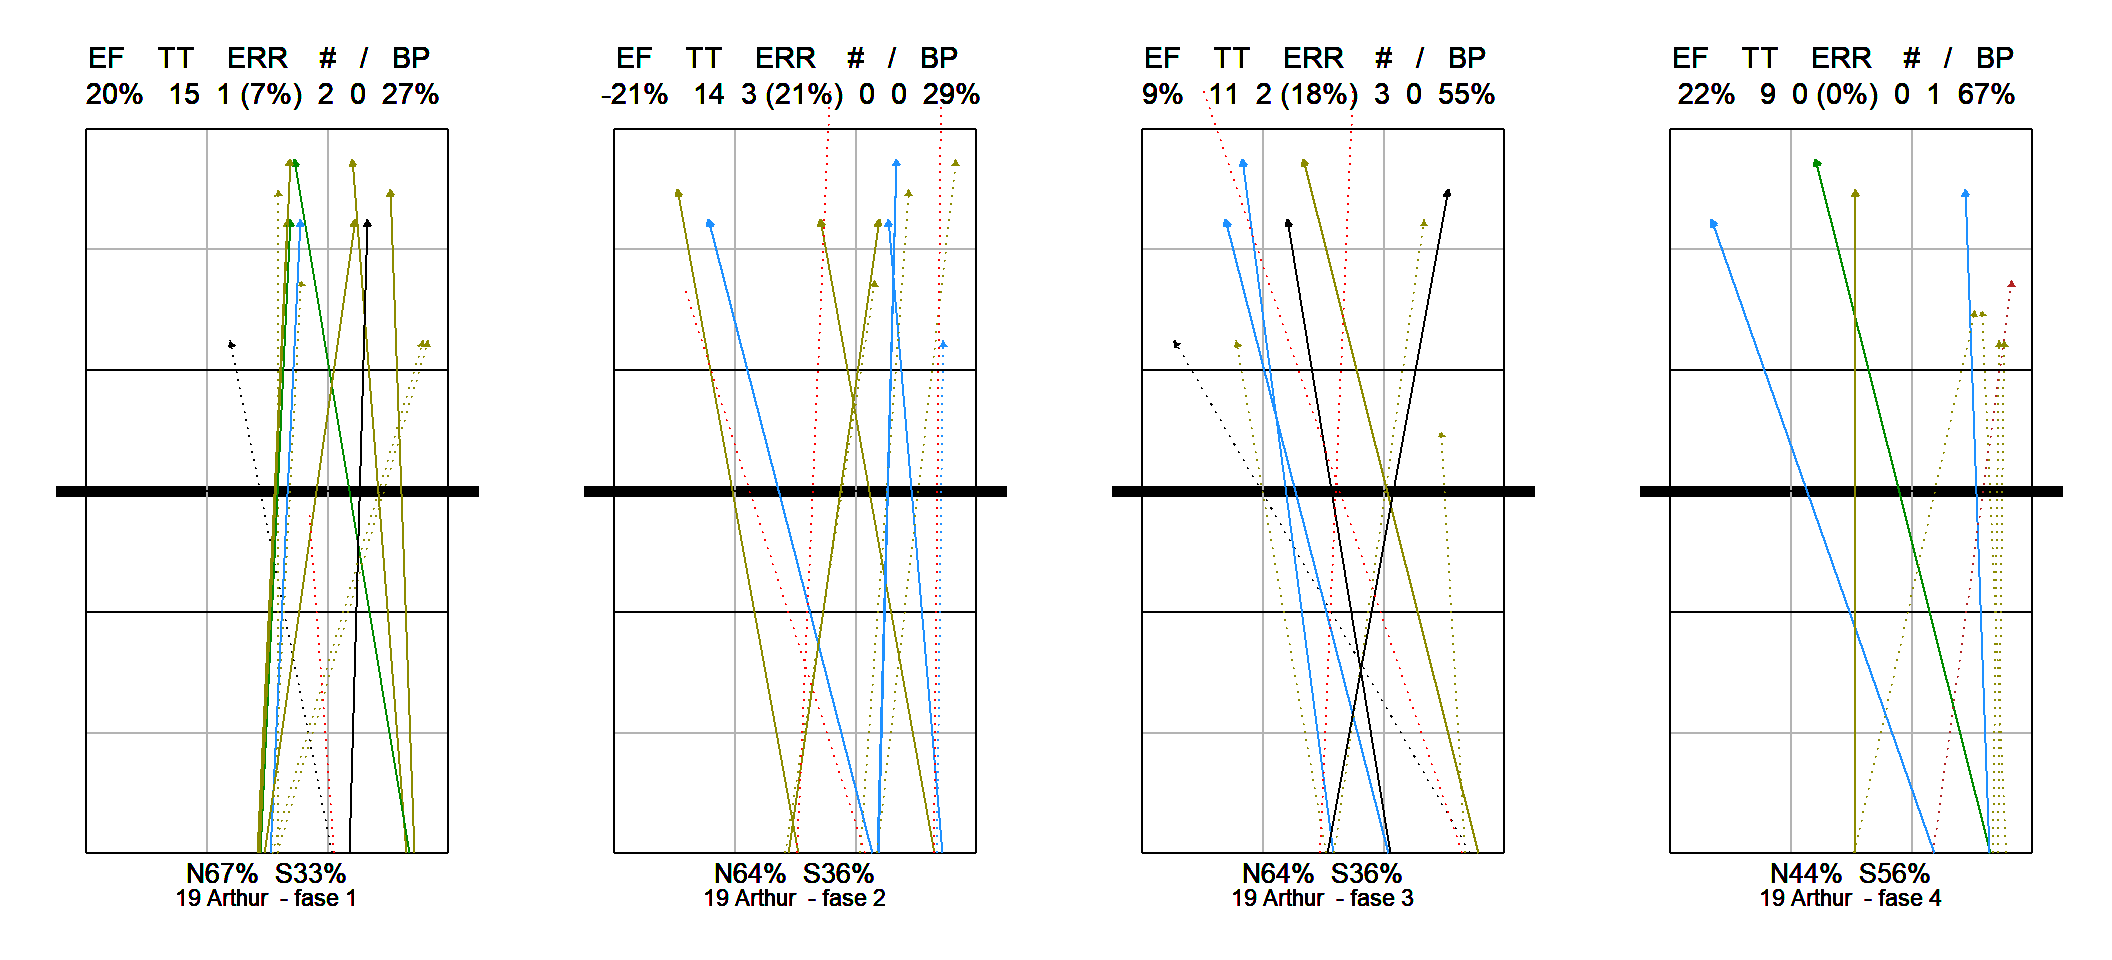 EF TT ERR # / BP
20% 15 1 (7%) 2 0 27%
N67% S33%
19 Arthur - fase 1
EF TT ERR # / BP
-21% 14 3 (21%) 0 0 29%
N64% S36%
19 Arthur - fase 2
EF TT ERR # / BP
9% 11 2 (18%) 3 0 55%
N64% S36%
19 Arthur - fase 3
EF TT ERR # / BP
22% 9 0 (0%) 0 1 67%
N44% S56%
19 Arthur - fase 4